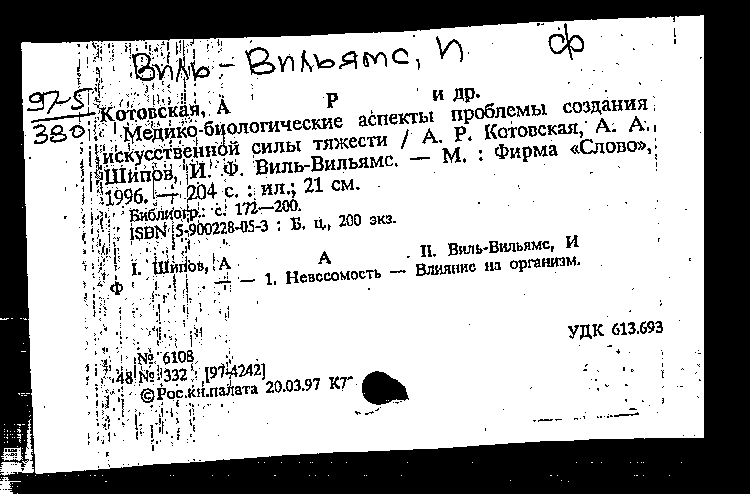 Виль-Вильямс, И Ф
97-5
380
Котовская, А Р и др.
Медико-биологические аспекты проблемы создания
искусственной силы тяжести / А. Р. Котовская, А. А.
Шипов, И. Ф. Виль-Вильямс. — М. : Фирма «Слово»,
1996. — 204 с. : ил.; 21 см.
Библиогр.: с. 172—200.
ISBN 5-900228-05-3 : Б. ц., 200 экз.
I. Шипов, А А II. Виль-Вильямс, И
Ф — — 1. Невесомость — Влияние на организм.
УДК 613.693
№ 6108
48 № 332 [97-4242]
© Рос.кн.палата 20.03.97 К7